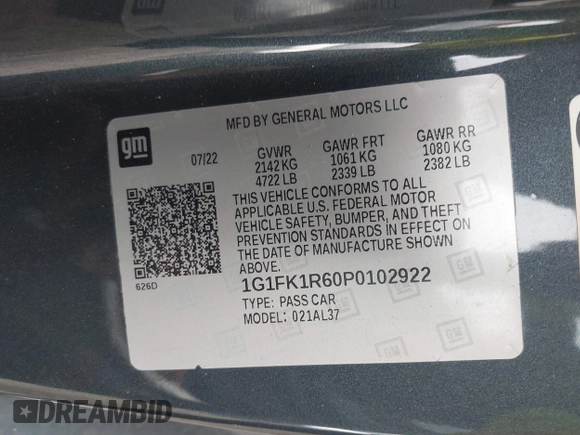 MFD BY GENERAL MOTORS LLC
gm
07/22 GVWR GAWR FRT GAWR RR
2142 KG 1061 KG 1080 KG
4722 LB 2339 LB 2382 LB
THIS VEHICLE CONFORMS TO ALL
APPLICABLE U.S. FEDERAL MOTOR
VEHICLE SAFETY, BUMPER, AND THEFT
PREVENTION STANDARDS IN EFFECT ON
THE DATE OF MANUFACTURE SHOWN
ABOVE.
626D
1G1FK1R60P0102922
TYPE: PASS CAR
MODEL: 021AL37
GM
DREAMBID